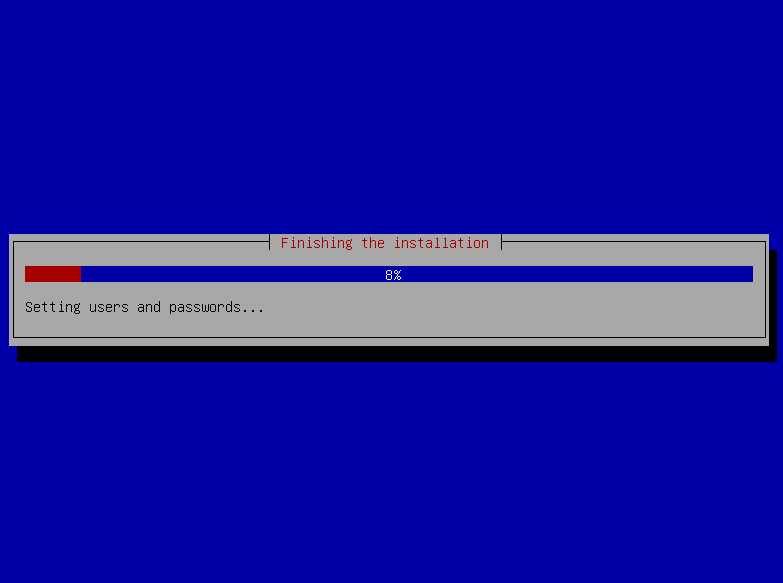 Finishing the installation
8%
Setting users and passwords...